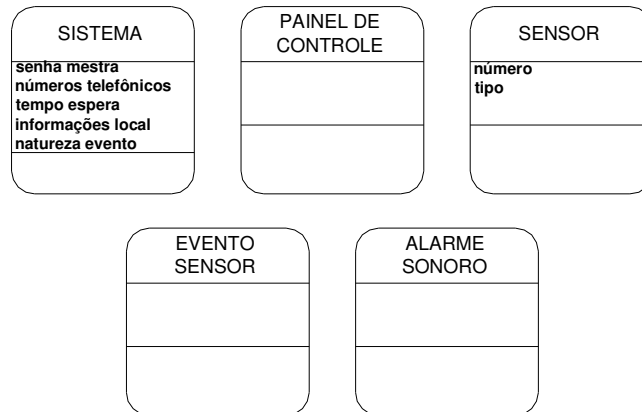 SISTEMA
senha mestra
números telefônicos
tempo espera
informações local
natureza evento
PAINEL DE
CONTROLE
SENSOR
número
tipo
EVENTO
SENSOR
ALARME
SONORO